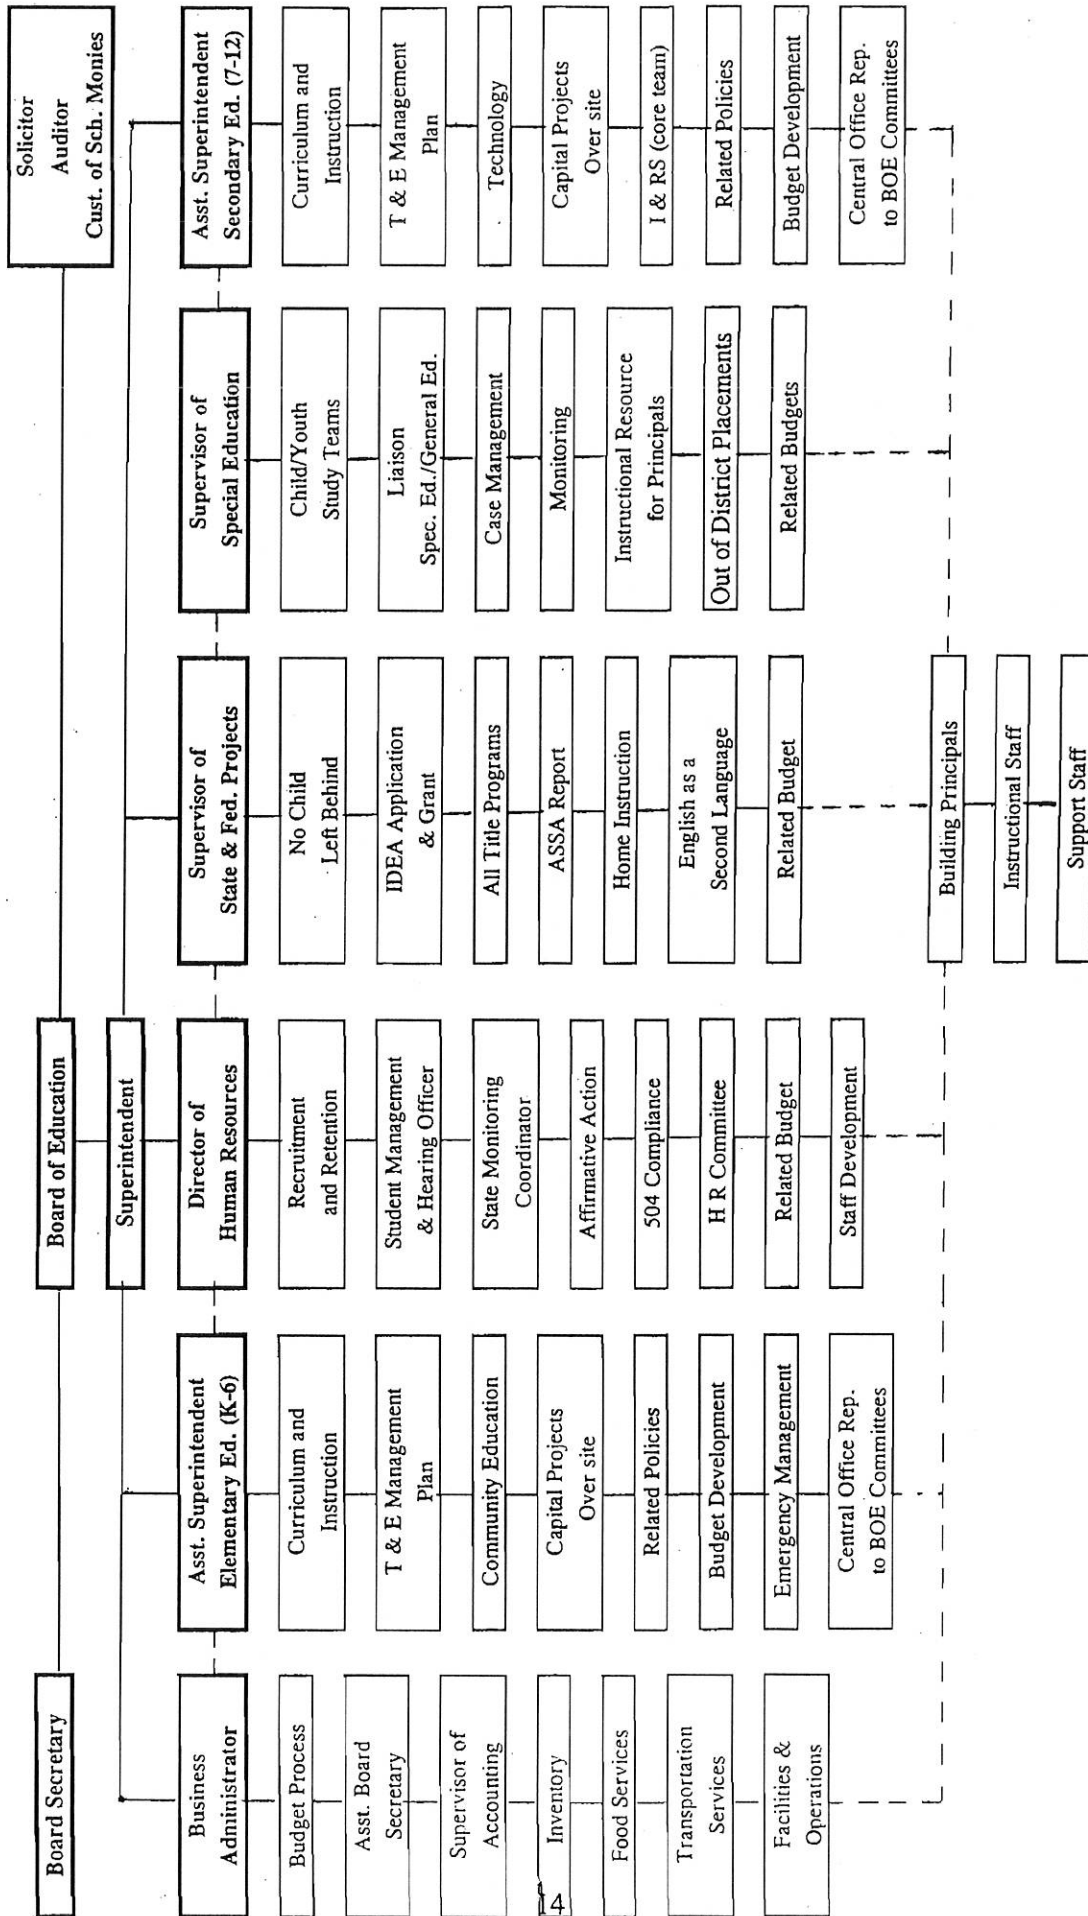 Board Secretary
Board of Education
Solicitor
Auditor
Cust. of Sch. Monies
Superintendent
Business
Administrator
Budget Process
Asst. Board
Secretary
Supervisor of
Accounting
Inventory
Food Services
Transportation
Services
Facilities &
Operations
Asst. Superintendent
Elementary Ed. (K-6)
Curriculum and
Instruction
T & E Management
Plan
Community Education
Capital Projects
Over site
Related Policies
Budget Development
Emergency Management
Central Office Rep.
to BOE Committees
Director of
Human Resources
Recruitment
and Retention
Student Management
& Hearing Officer
State Monitoring
Coordinator
Affirmative Action
504 Compliance
H R Committee
Related Budget
Staff Development
Supervisor of
State & Fed. Projects
No Child
Left Behind
IDEA Application
& Grant
All Title Programs
ASSA Report
Home Instruction
English as a
Second Language
Related Budget
Supervisor of
Special Education
Child/Youth
Study Teams
Liaison
Spec. Ed./General Ed.
Case Management
Monitoring
Instructional Resource
for Principals
Out of District Placements
Related Budgets
Asst. Superintendent
Secondary Ed. (7-12)
Curriculum and
Instruction
T & E Management
Plan
Technology
Capital Projects
Over site
I & RS (core team)
Related Policies
Budget Development
Central Office Rep.
to BOE Committees
Building Principals
Instructional Staff
Support Staff
14